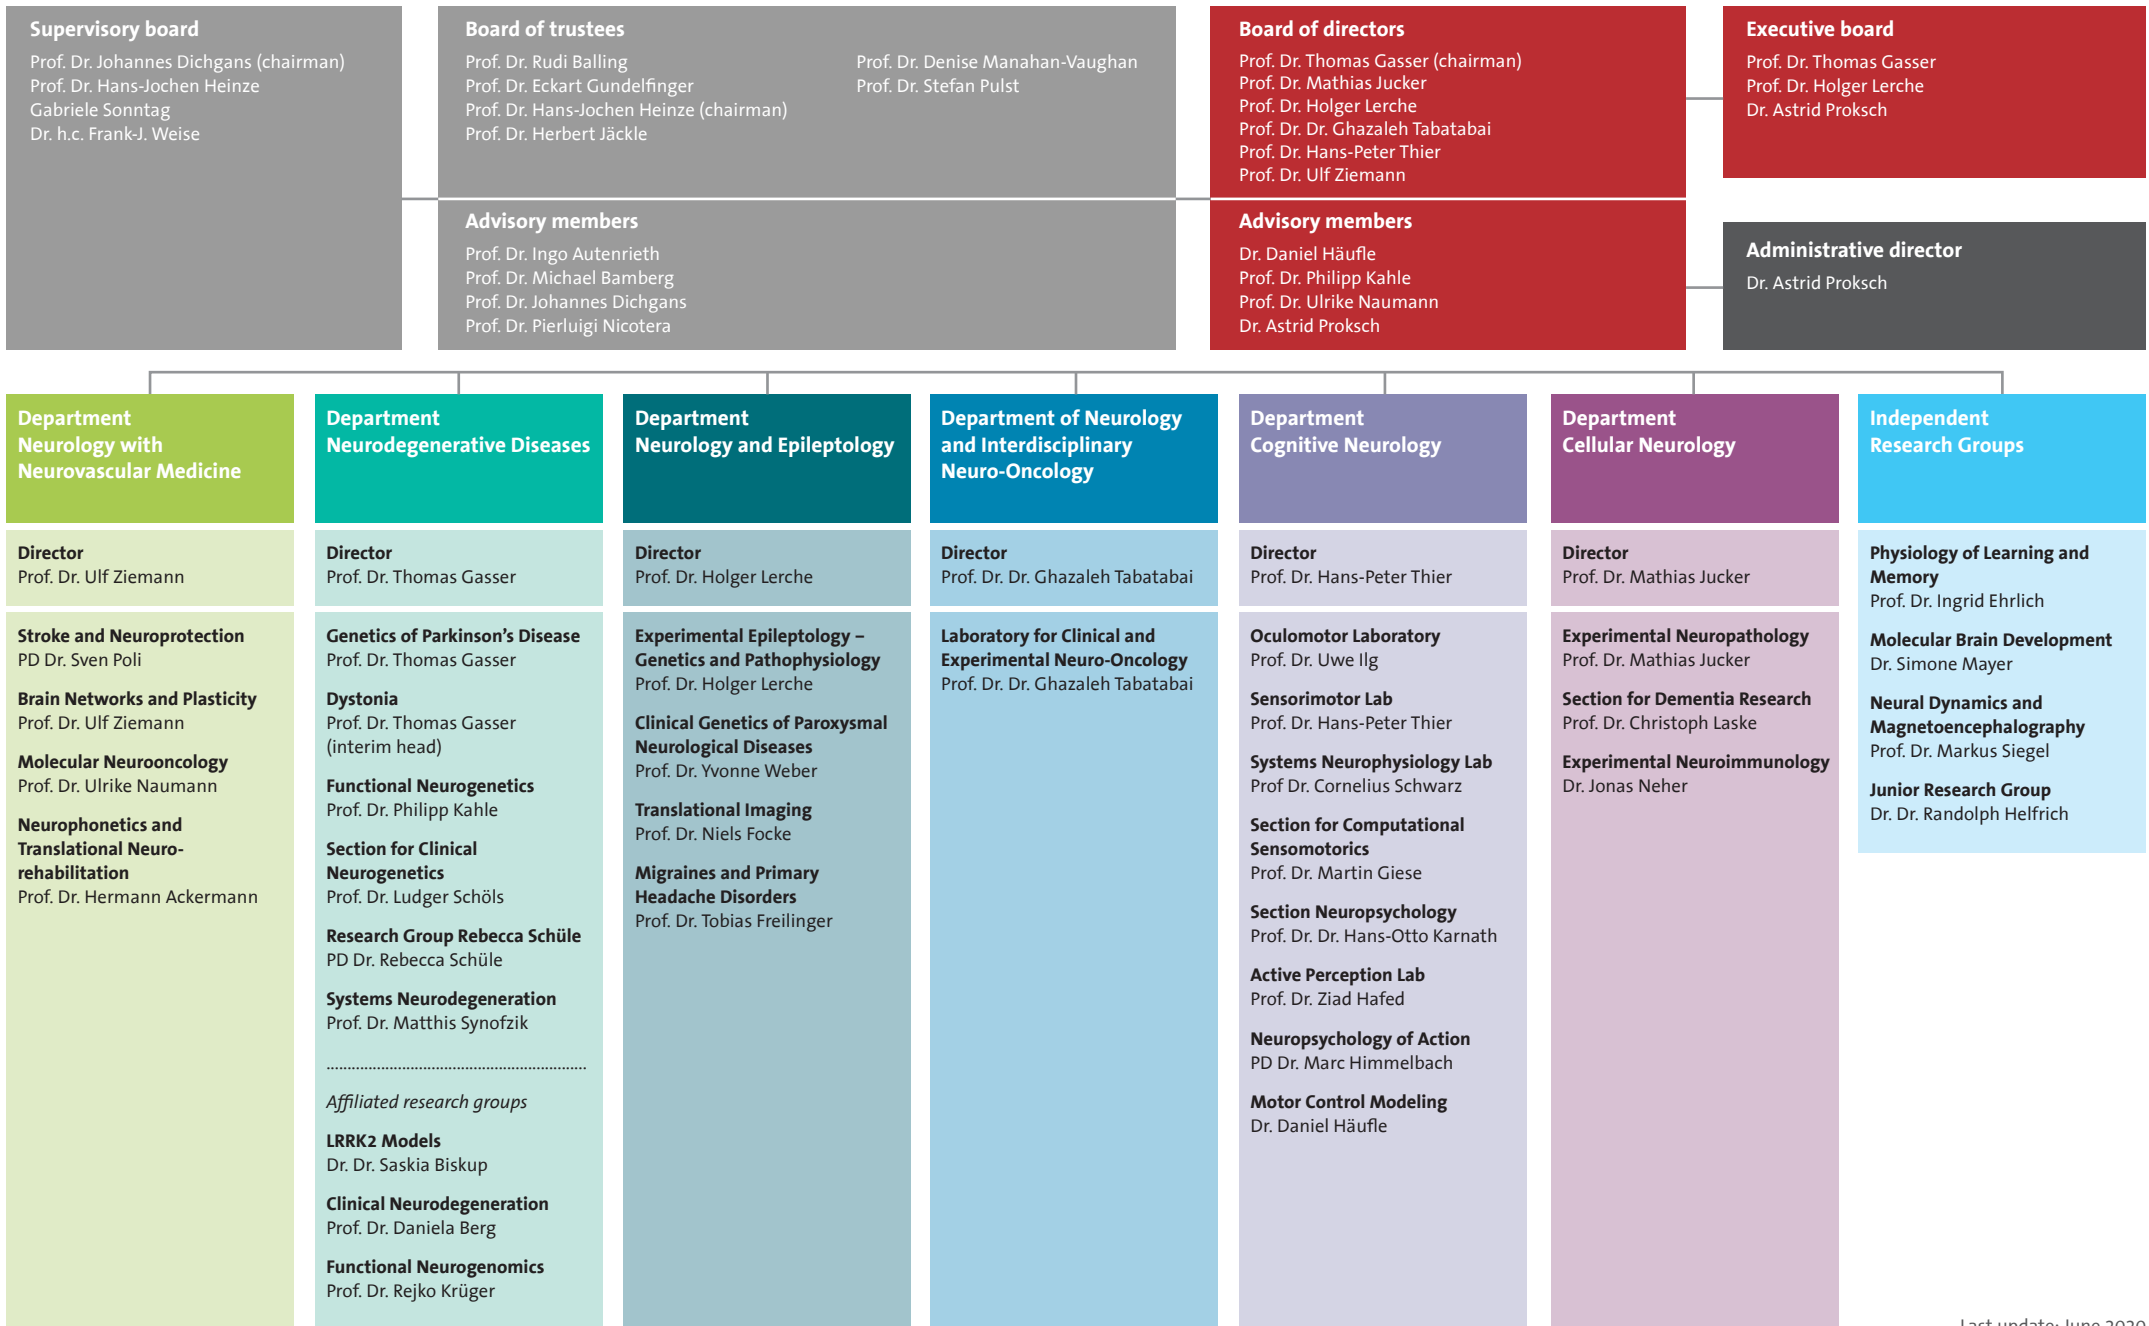 Supervisory board
Prof. Dr. Johannes Dichgans (chairman)
Prof. Dr. Hans-Jochen Heinze
Gabriele Sonntag
Dr. h.c. Frank-J. Weise
Board of trustees
Prof. Dr. Rudi Balling
Prof. Dr. Eckart Gundelfinger
Prof. Dr. Hans-Jochen Heinze (chairman)
Prof. Dr. Herbert Jäckle
Prof. Dr. Denise Manahan-Vaughan
Prof. Dr. Stefan Pulst
Advisory members
Prof. Dr. Ingo Autenrieth
Prof. Dr. Michael Bamberg
Prof. Dr. Johannes Dichgans
Prof. Dr. Pierluigi Nicotera
Board of directors
Prof. Dr. Thomas Gasser (chairman)
Prof. Dr. Mathias Jucker
Prof. Dr. Holger Lerche
Prof. Dr. Dr. Ghazaleh Tabatabai
Prof. Dr. Hans-Peter Thier
Prof. Dr. Ulf Ziemann
Advisory members
Dr. Daniel Häufle
Prof. Dr. Philipp Kahle
Prof. Dr. Ulrike Naumann
Dr. Astrid Proksch
Executive board
Prof. Dr. Thomas Gasser
Prof. Dr. Holger Lerche
Dr. Astrid Proksch
Administrative director
Dr. Astrid Proksch
Department
Neurology with
Neurovascular Medicine
Director
Prof. Dr. Ulf Ziemann
Stroke and Neuroprotection
PD Dr. Sven Poli
Brain Networks and Plasticity
Prof. Dr. Ulf Ziemann
Molecular Neurooncology
Prof. Dr. Ulrike Naumann
Neurophonetics and
Translational Neuro-
rehabilitation
Prof. Dr. Hermann Ackermann
Department
Neurodegenerative Diseases
Director
Prof. Dr. Thomas Gasser
Genetics of Parkinson's Disease
Prof. Dr. Thomas Gasser
Dystonia
Prof. Dr. Thomas Gasser
(interim head)
Functional Neurogenetics
Prof. Dr. Philipp Kahle
Section for Clinical
Neurogenetics
Prof. Dr. Ludger Schöls
Research Group Rebecca Schüle
PD Dr. Rebecca Schüle
Systems Neurodegeneration
Prof. Dr. Matthis Synofzik
Affiliated research groups
LRRK2 Models
Dr. Dr. Saskia Biskup
Clinical Neurodegeneration
Prof. Dr. Daniela Berg
Functional Neurogenomics
Prof. Dr. Rejko Krüger
Department
Neurology and Epileptology
Director
Prof. Dr. Holger Lerche
Experimental Epileptology –
Genetics and Pathophysiology
Prof. Dr. Holger Lerche
Clinical Genetics of Paroxysmal
Neurological Diseases
Prof. Dr. Yvonne Weber
Translational Imaging
Prof. Dr. Niels Focke
Migraines and Primary
Headache Disorders
Prof. Dr. Tobias Freilinger
Department of Neurology
and Interdisciplinary
Neuro-Oncology
Director
Prof. Dr. Dr. Ghazaleh Tabatabai
Laboratory for Clinical and
Experimental Neuro-Oncology
Prof. Dr. Dr. Ghazaleh Tabatabai
Department
Cognitive Neurology
Director
Prof. Dr. Hans-Peter Thier
Oculomotor Laboratory
Prof. Dr. Uwe Ilg
Sensorimotor Lab
Prof. Dr. Hans-Peter Thier
Systems Neurophysiology Lab
Prof Dr. Cornelius Schwarz
Section for Computational
Sensomotorics
Prof. Dr. Martin Giese
Section Neuropsychology
Prof. Dr. Dr. Hans-Otto Karnath
Active Perception Lab
Prof. Dr. Ziad Hafed
Neuropsychology of Action
PD Dr. Marc Himmelbach
Motor Control Modeling
Dr. Daniel Häufle
Department
Cellular Neurology
Director
Prof. Dr. Mathias Jucker
Experimental Neuropathology
Prof. Dr. Mathias Jucker
Section for Dementia Research
Prof. Dr. Christoph Laske
Experimental Neuroimmunology
Dr. Jonas Neher
Independent
Research Groups
Physiology of Learning and
Memory
Prof. Dr. Ingrid Ehrlich
Molecular Brain Development
Dr. Simone Mayer
Neural Dynamics and
Magnetoencephalography
Prof. Dr. Markus Siegel
Junior Research Group
Dr. Dr. Randolph Helfrich
Last update: June 2020